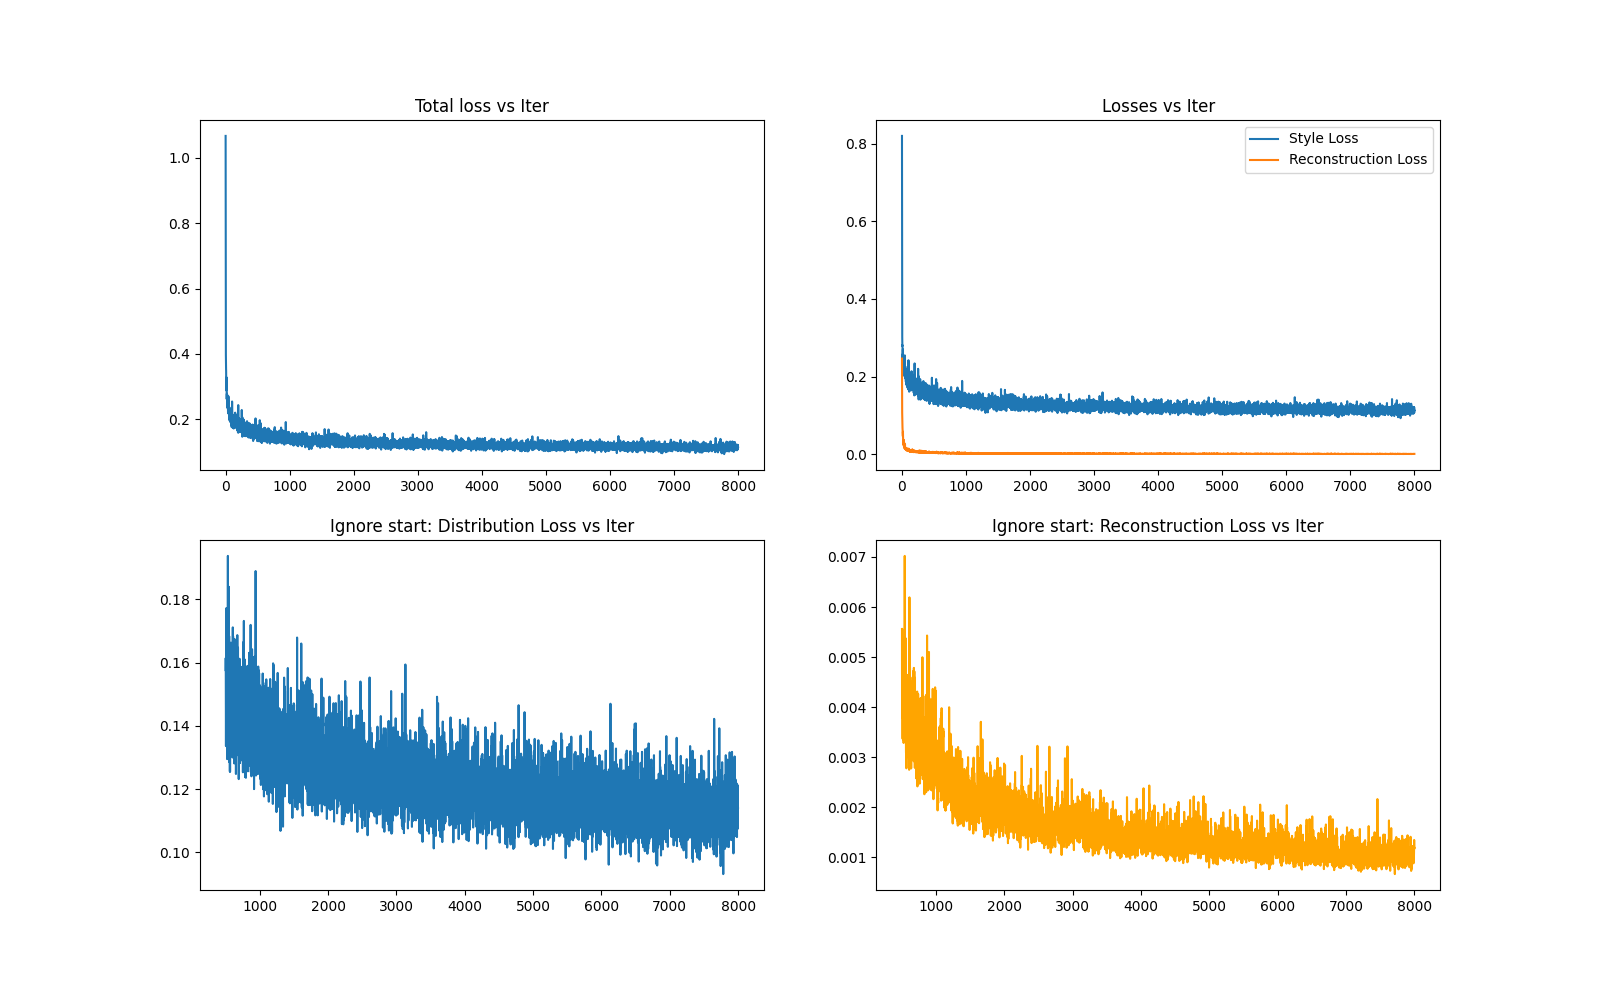 Total loss vs Iter
1.0
0.8
0.6
0.4
0.2
0 1000 2000 3000 4000 5000 6000 7000 8000
Losses vs Iter
Style Loss
Reconstruction Loss
0.8
0.6
0.4
0.2
0.0
0 1000 2000 3000 4000 5000 6000 7000 8000
Ignore start: Distribution Loss vs Iter
0.18
0.16
0.14
0.12
0.10
1000 2000 3000 4000 5000 6000 7000 8000
Ignore start: Reconstruction Loss vs Iter
0.007
0.006
0.005
0.004
0.003
0.002
0.001
1000 2000 3000 4000 5000 6000 7000 8000